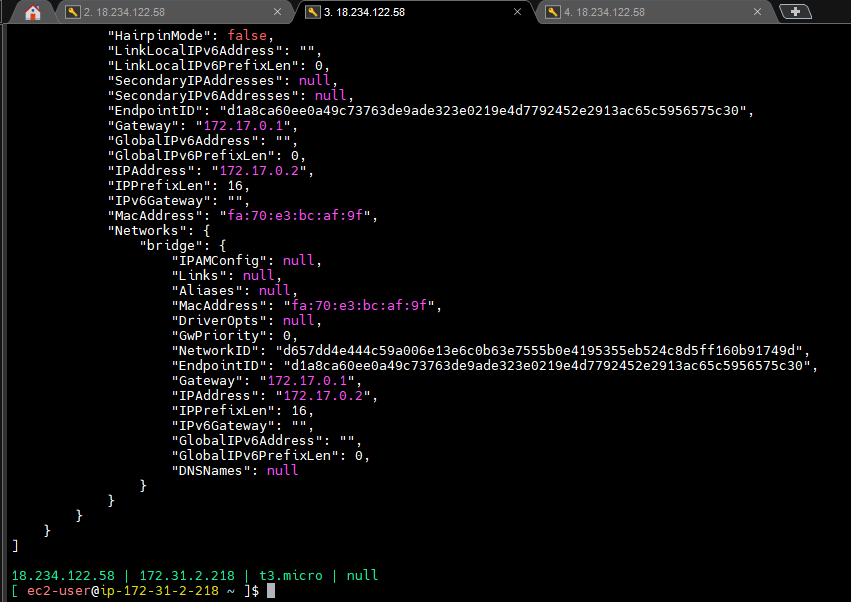 2. 18.234.122.58
3. 18.234.122.58
4. 18.234.122.58
"HairpinMode": false,
"LinkLocalIPv6Address": "",
"LinkLocalIPv6PrefixLen": 0,
"SecondaryIPAddresses": null,
"SecondaryIPv6Addresses": null,
"EndpointID": "d1a8ca60ee0a49c73763de9ade323e0219e4d7792452e2913ac65c5956575c30",
"Gateway": "172.17.0.1",
"GlobalIPv6Address": "",
"GlobalIPv6PrefixLen": 0,
"IPAddress": "172.17.0.2",
"IPPrefixLen": 16,
"IPv6Gateway": "",
"MacAddress": "fa:70:e3:bc:af:9f",
"Networks": {
"bridge": {
"IPAMConfig": null,
"Links": null,
"Aliases": null,
"MacAddress": "fa:70:e3:bc:af:9f",
"DriverOpts": null,
"GwPriority": 0,
"NetworkID": "d657dd4e444c59a006e13e6c0b63e7555b0e4195355eb524c8d5ff160b91749d",
"EndpointID": "d1a8ca60ee0a49c73763de9ade323e0219e4d7792452e2913ac65c5956575c30",
"Gateway": "172.17.0.1",
"IPAddress": "172.17.0.2",
"IPPrefixLen": 16,
"IPv6Gateway": "",
"GlobalIPv6Address": "",
"GlobalIPv6PrefixLen": 0,
"DNSNames": null
}
}
}
}
]
18.234.122.58 | 172.31.2.218 | t3.micro | null
[ ec2-user@ip-172-31-2-218 ~ ]$